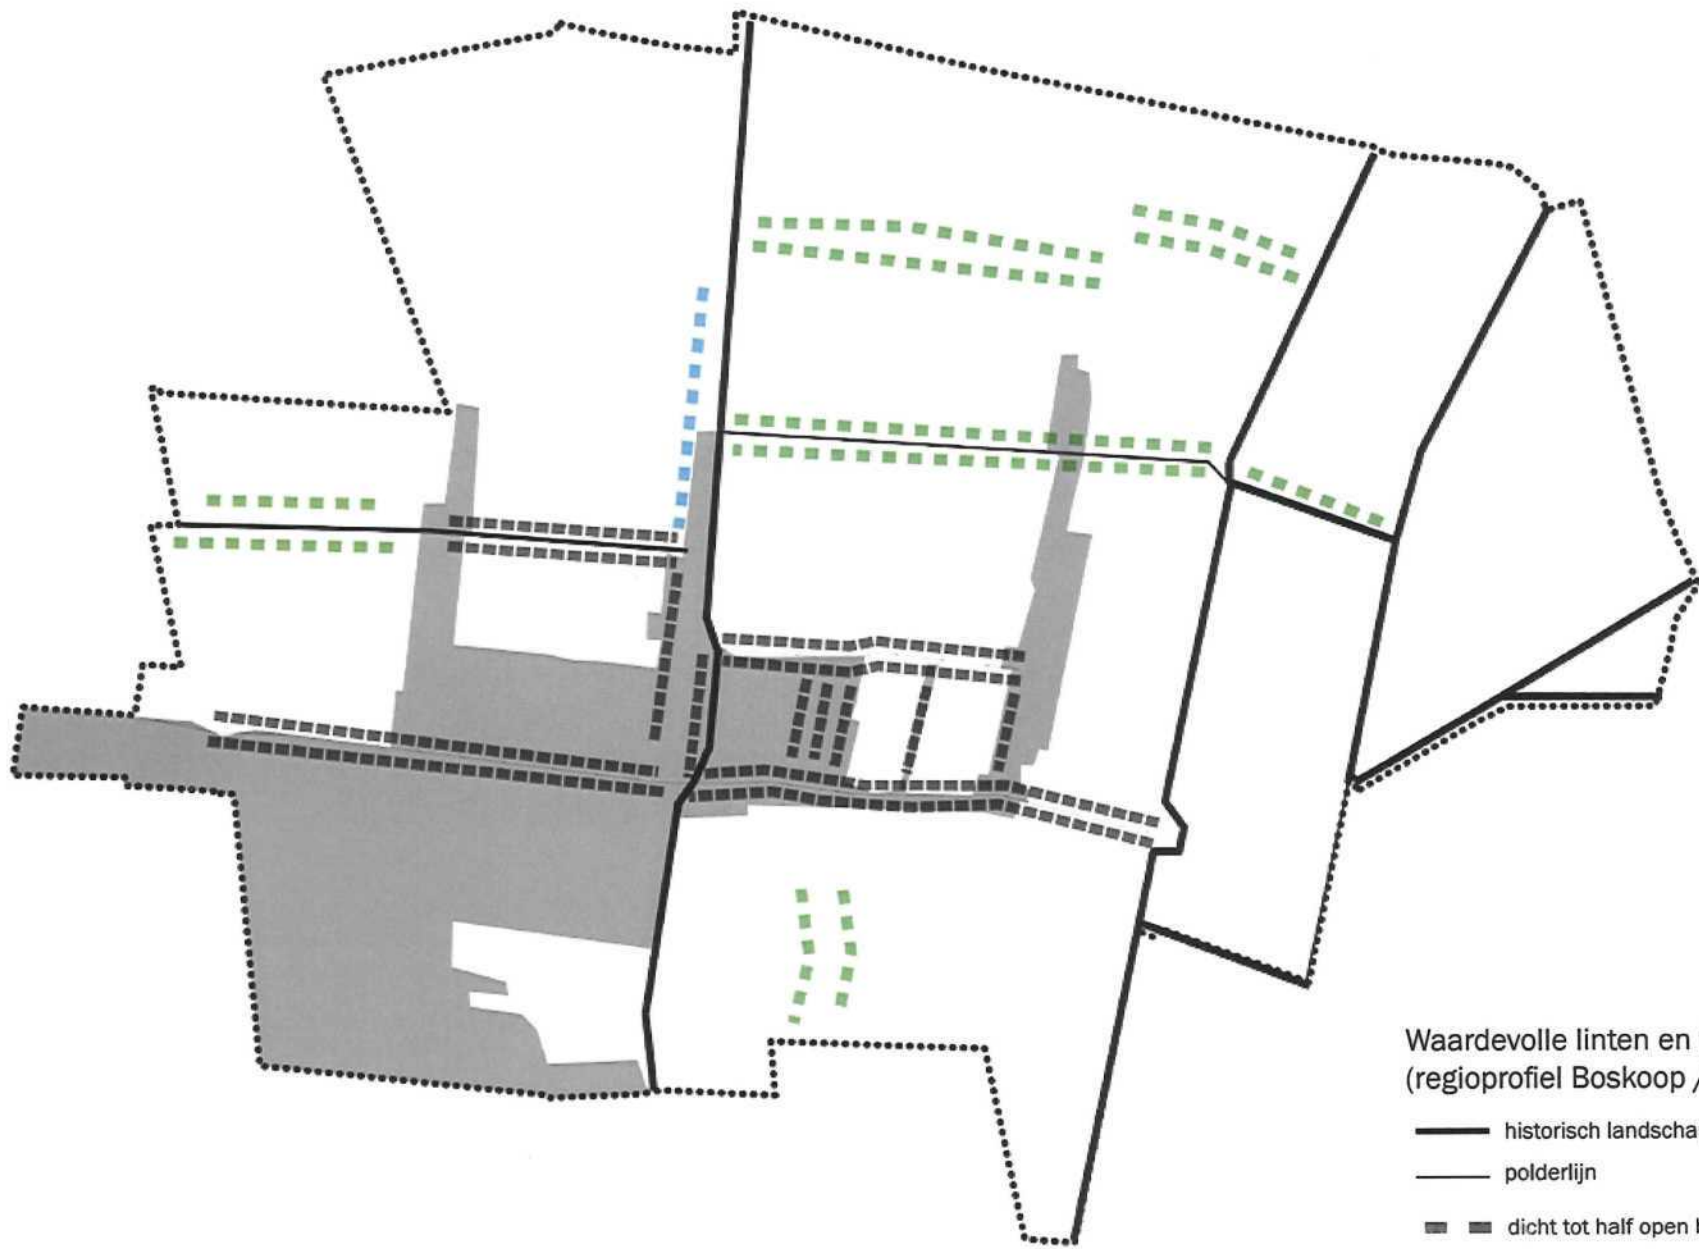 Waardevolle linten en
(regioprofiel Boskoop /
historisch landscha
polderlijn
dicht tot half open